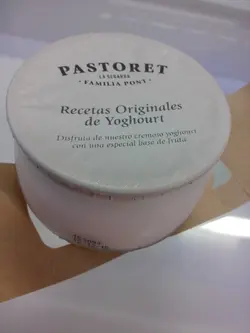 PASTORET
LA SEGARRA
• FAMILIA PONT •
Recetas Originales
de Yoghourt
Disfruta de nuestro cremoso yoghourt
con una especial base de fruta.